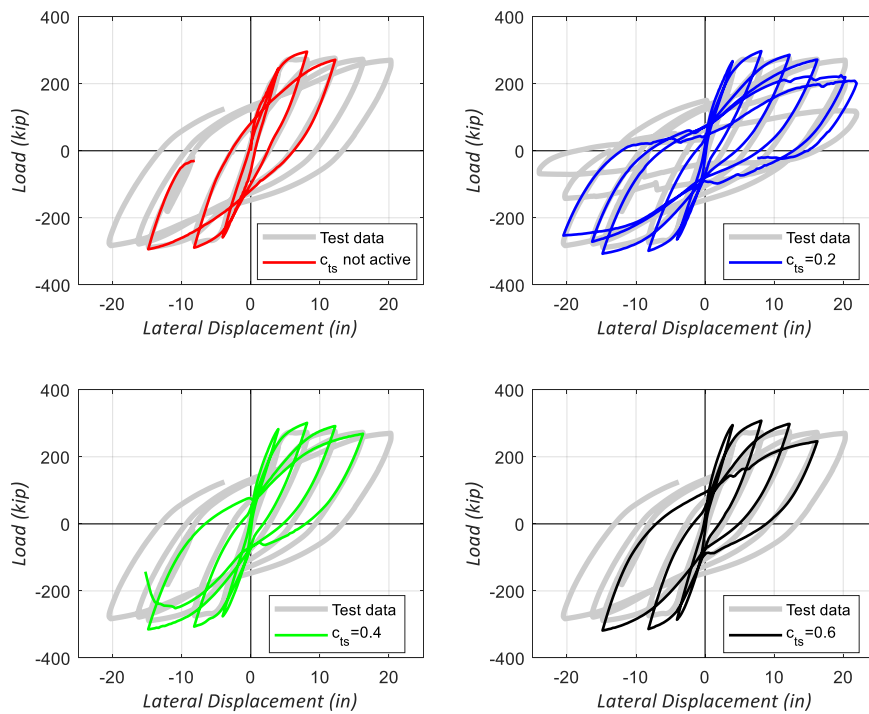 400
200
0
-200
-400
Load (kip)
-20 -10 0 10 20
Lateral Displacement (in)
Test data
c_ts not active
400
200
0
-200
-400
Load (kip)
-20 -10 0 10 20
Lateral Displacement (in)
Test data
c_ts=0.2
400
200
0
-200
-400
Load (kip)
-20 -10 0 10 20
Lateral Displacement (in)
Test data
c_ts=0.4
400
200
0
-200
-400
Load (kip)
-20 -10 0 10 20
Lateral Displacement (in)
Test data
c_ts=0.6